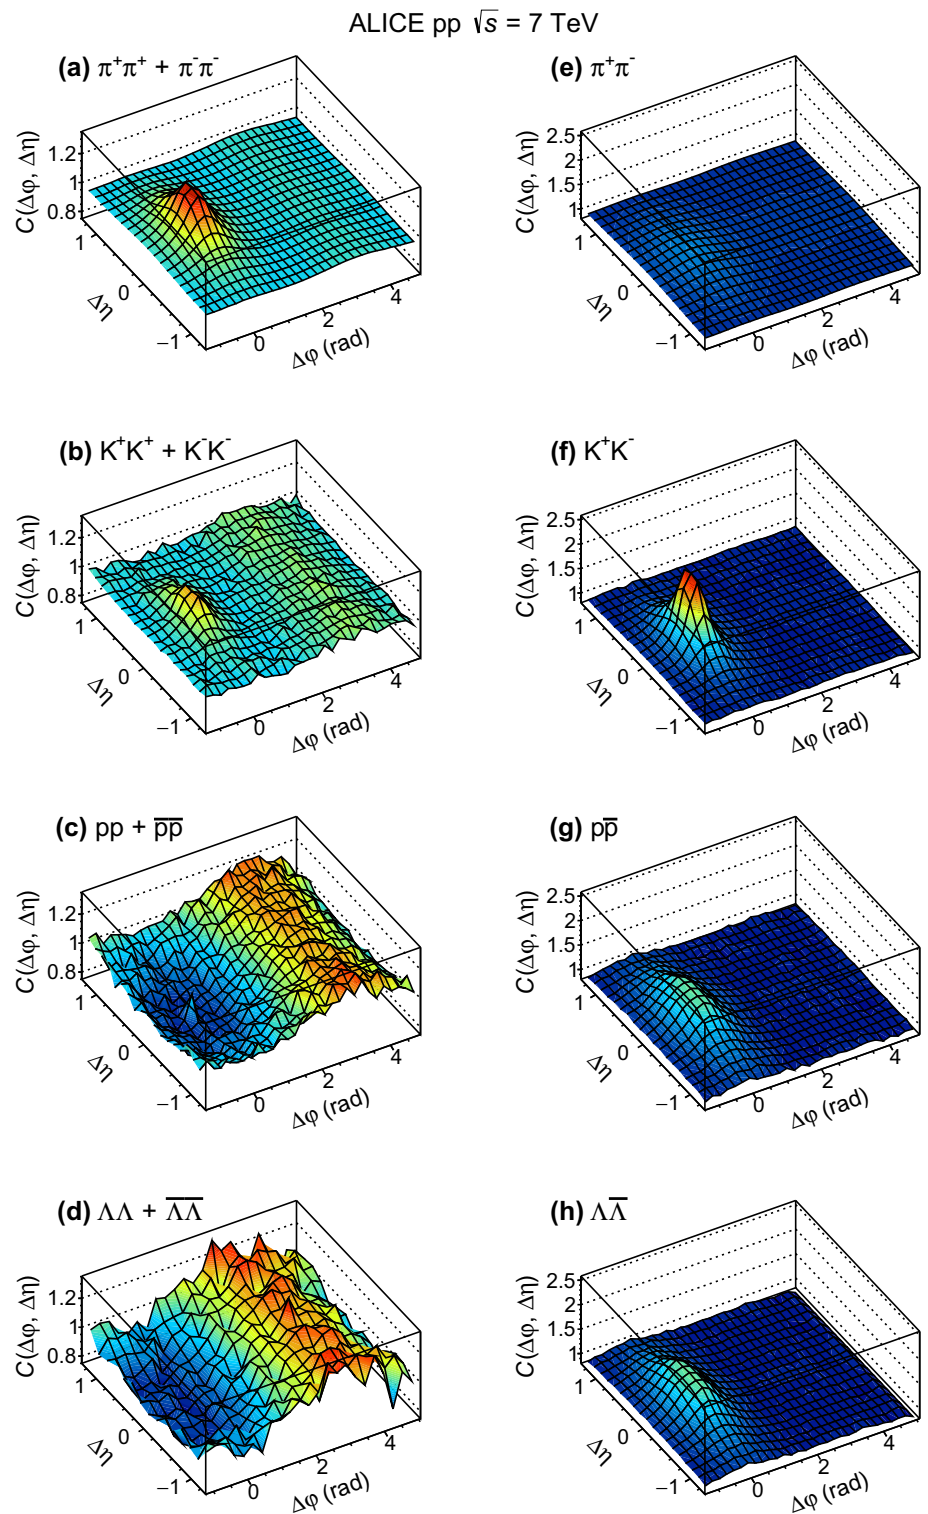 ALICE pp √s = 7 TeV
(a) π⁺π⁺ + π⁻π⁻
C(Δφ, Δη)
1.2
1
0.8
1
0
−1
Δη
0
2
4
Δφ (rad)
(e) π⁺π⁻
C(Δφ, Δη)
2.5
2
1.5
1
1
0
−1
Δη
0
2
4
Δφ (rad)
(b) K⁺K⁺ + K⁻K⁻
C(Δφ, Δη)
1.2
1
0.8
1
0
−1
Δη
0
2
4
Δφ (rad)
(f) K⁺K⁻
C(Δφ, Δη)
2.5
2
1.5
1
1
0
−1
Δη
0
2
4
Δφ (rad)
(c) pp + p̅p̅
C(Δφ, Δη)
1.2
1
0.8
1
0
−1
Δη
0
2
4
Δφ (rad)
(g) pp̅
C(Δφ, Δη)
2.5
2
1.5
1
1
0
−1
Δη
0
2
4
Δφ (rad)
(d) ΛΛ + Λ̅Λ̅
C(Δφ, Δη)
1.2
1
0.8
1
0
−1
Δη
0
2
4
Δφ (rad)
(h) ΛΛ̅
C(Δφ, Δη)
2.5
2
1.5
1
1
0
−1
Δη
0
2
4
Δφ (rad)